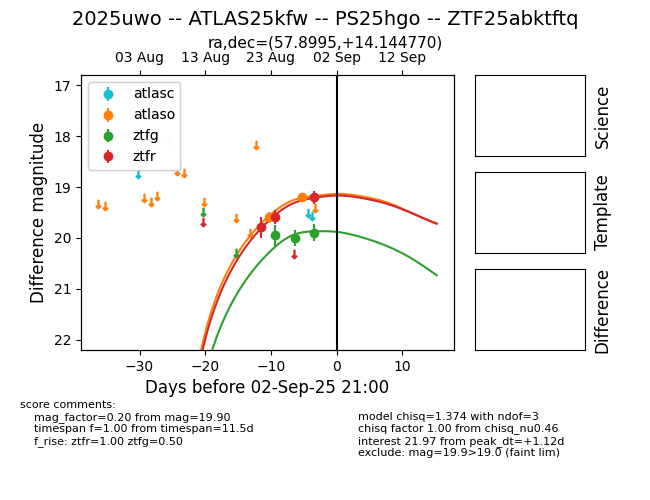 2025uwo -- ATLAS25kfw -- PS25hgo -- ZTF25abktftq
ra,dec=(57.8995,+14.144770)
03 Aug 13 Aug 23 Aug 02 Sep 12 Sep
17
18
19
20
21
22
Difference magnitude
atlasc
atlaso
ztfg
ztfr
−30 −20 −10 0 10
Days before 02-Sep-25 21:00
Science
Template
Difference
score comments:
mag_factor=0.20 from mag=19.90
timespan f=1.00 from timespan=11.5d
f_rise: ztfr=1.00 ztfg=0.50
model chisq=1.374 with ndof=3
chisq factor 1.00 from chisq_nu0.46
interest 21.97 from peak_dt=+1.12d
exclude: mag=19.9>19.0 (faint lim)